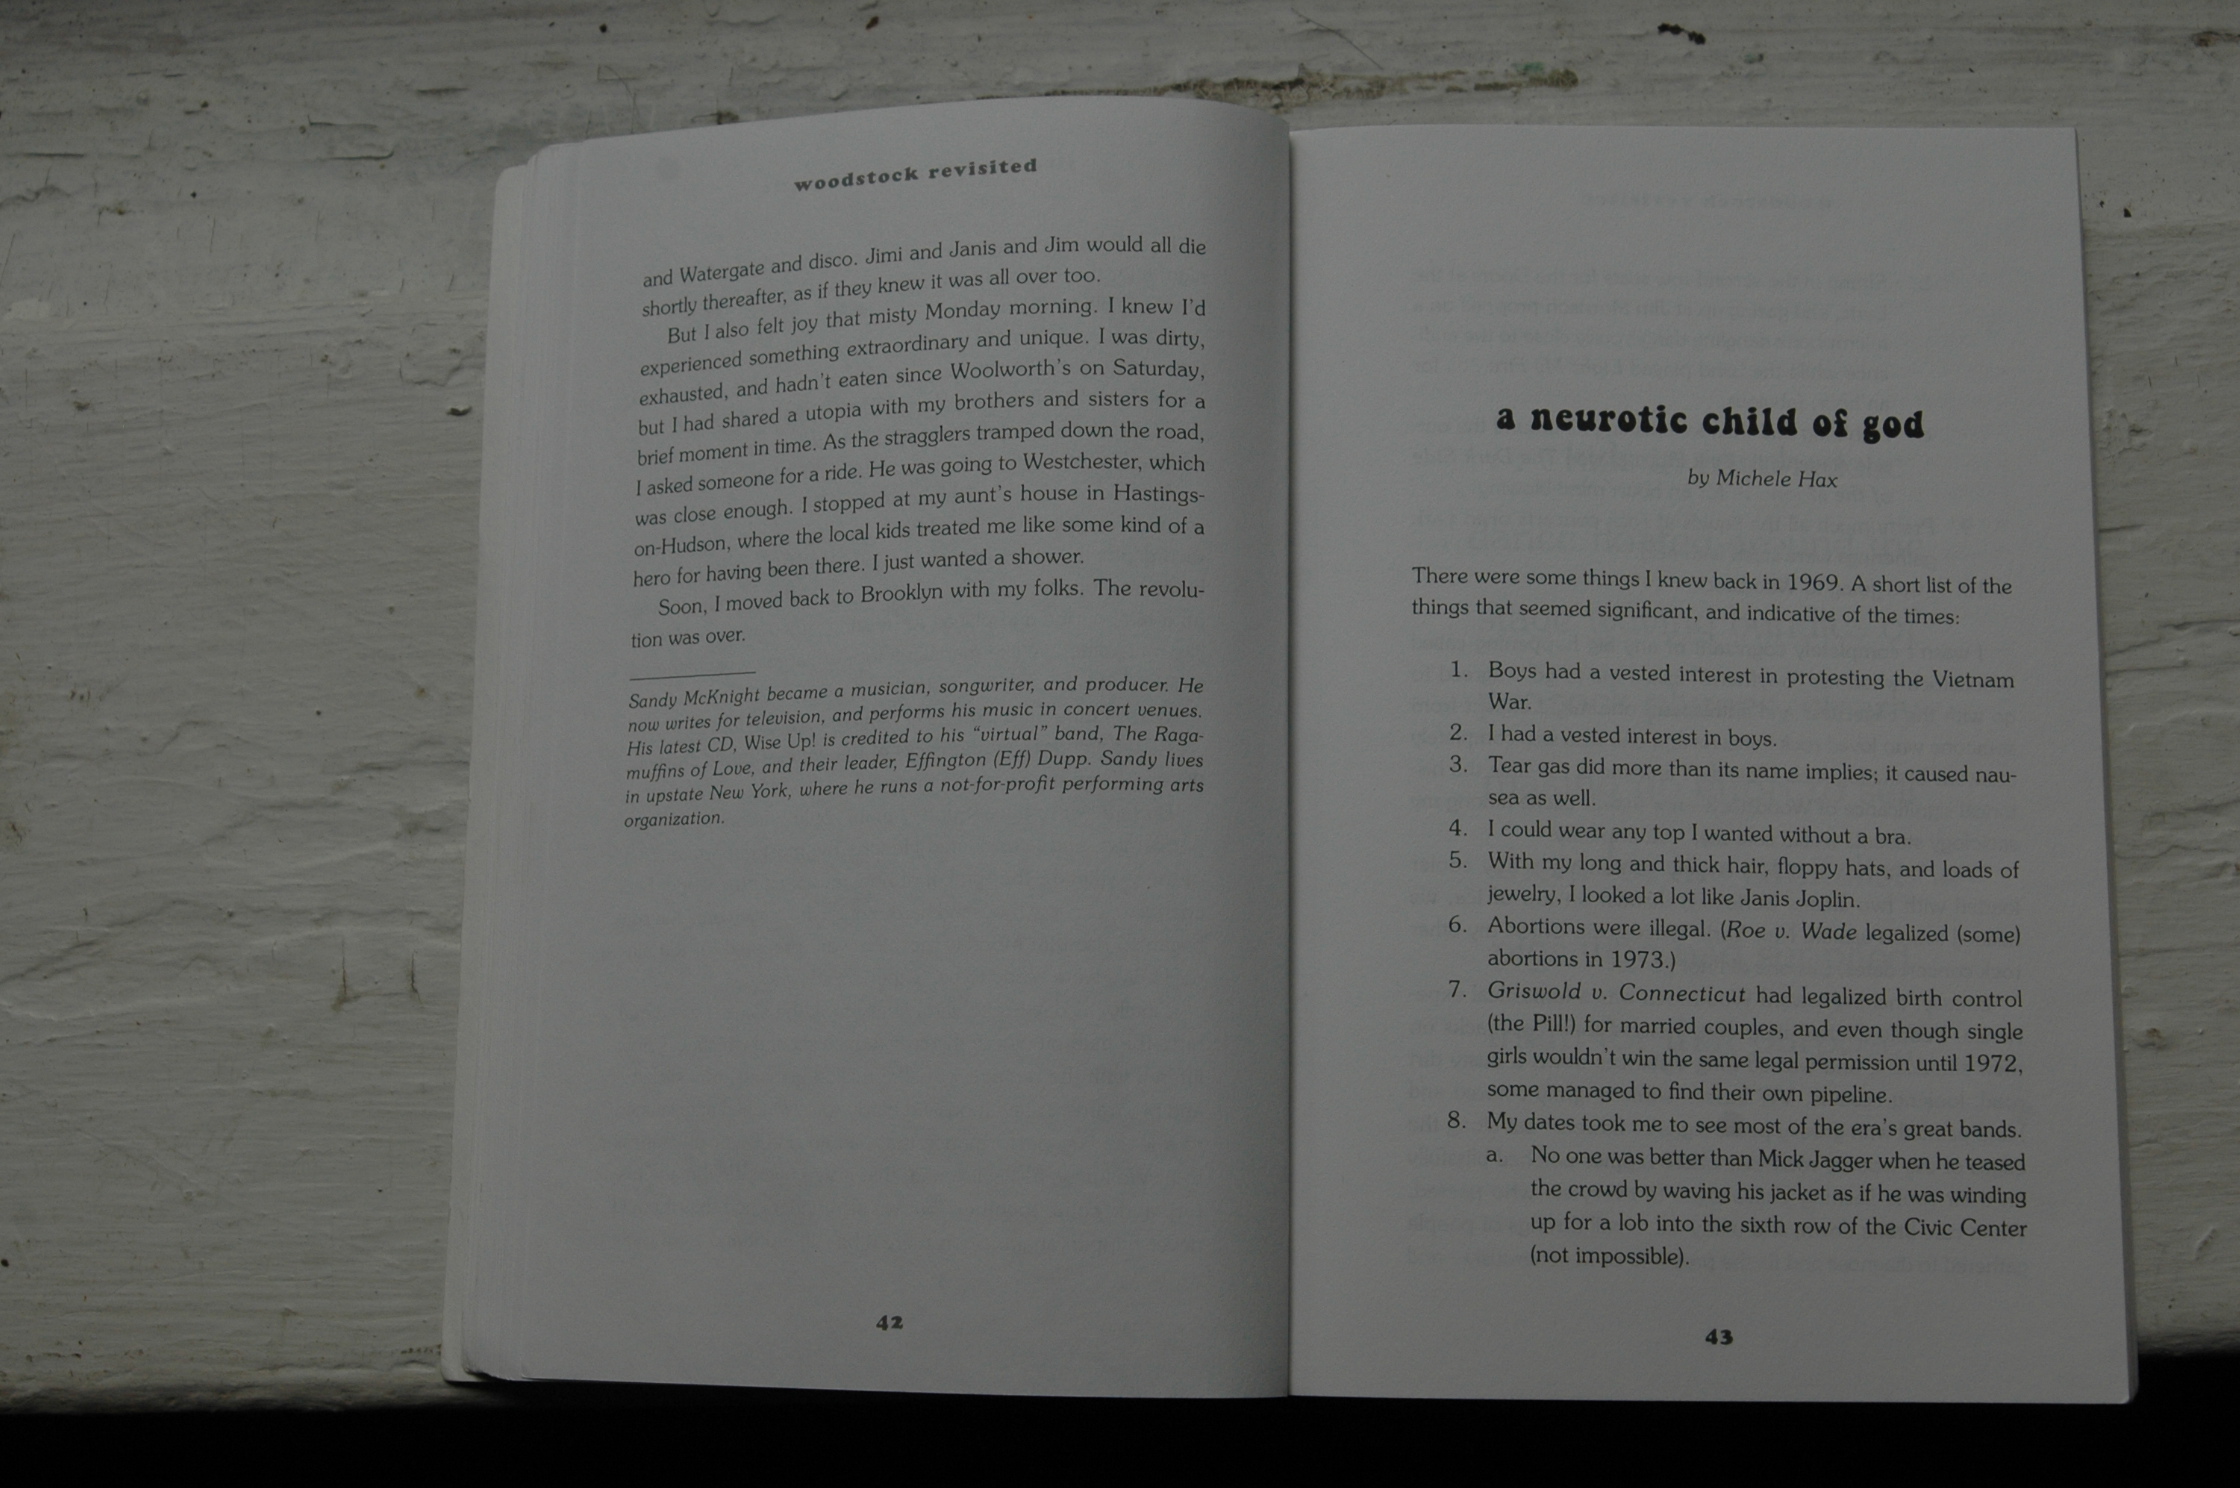 woodstock revisited
and Watergate and disco. Jimi and Janis and Jim would all die
shortly thereafter, as if they knew it was all over too.
But I also felt joy that misty Monday morning. I knew I'd
experienced something extraordinary and unique. I was dirty,
exhausted, and hadn't eaten since Woolworth's on Saturday,
but I had shared a utopia with my brothers and sisters for a
brief moment in time. As the stragglers tramped down the road,
I asked someone for a ride. He was going to Westchester, which
was close enough. I stopped at my aunt's house in Hastings-
on-Hudson, where the local kids treated me like some kind of a
hero for having been there. I just wanted a shower.
Soon, I moved back to Brooklyn with my folks. The revolu-
tion was over.
Sandy McKnight became a musician, songwriter, and producer. He
now writes for television, and performs his music in concert venues.
His latest CD, Wise Up! is credited to his “virtual” band, The Raga-
muffins of Love, and their leader, Effington (Eff) Dupp. Sandy lives
in upstate New York, where he runs a not-for-profit performing arts
organization.
42
a neurotic child of god
by Michele Hax
There were some things I knew back in 1969. A short list of the
things that seemed significant, and indicative of the times:
1. Boys had a vested interest in protesting the Vietnam
War.
2. I had a vested interest in boys.
3. Tear gas did more than its name implies; it caused nau-
sea as well.
4. I could wear any top I wanted without a bra.
5. With my long and thick hair, floppy hats, and loads of
jewelry, I looked a lot like Janis Joplin.
6. Abortions were illegal. (Roe v. Wade legalized (some)
abortions in 1973.)
7. Griswold v. Connecticut had legalized birth control
(the Pill!) for married couples, and even though single
girls wouldn't win the same legal permission until 1972,
some managed to find their own pipeline.
8. My dates took me to see most of the era's great bands.
a. No one was better than Mick Jagger when he teased
the crowd by waving his jacket as if he was winding
up for a lob into the sixth row of the Civic Center
(not impossible).
43